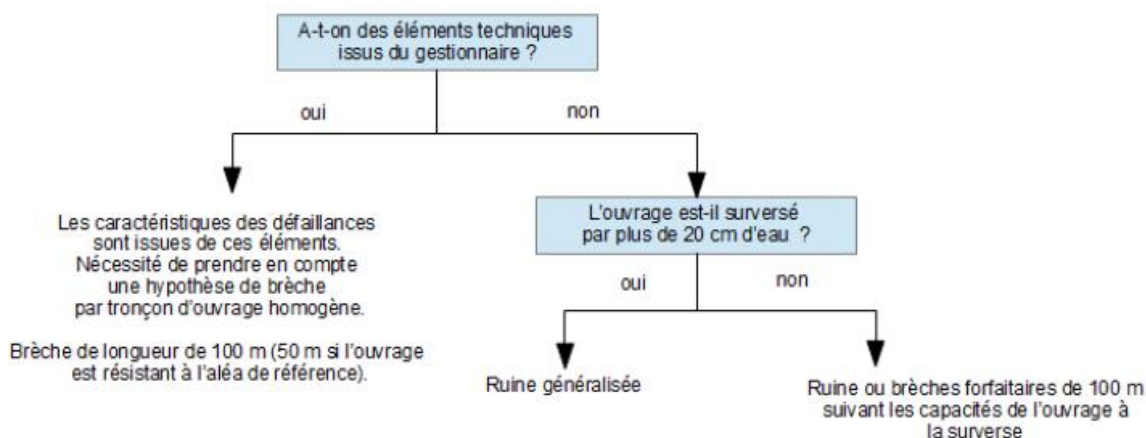 A-t-on des éléments techniques
issus du gestionnaire ?
oui
non
Les caractéristiques des défaillances
sont issues de ces éléments.
Nécessité de prendre en compte
une hypothèse de brèche
par tronçon d'ouvrage homogène.
Brèche de longueur de 100 m (50 m si l'ouvrage
est résistant à l'aléa de référence).
L'ouvrage est-il surversé
par plus de 20 cm d'eau ?
oui
non
Ruine généralisée
Ruine ou brèches forfaitaires de 100 m
suivant les capacités de l'ouvrage à
la surverse